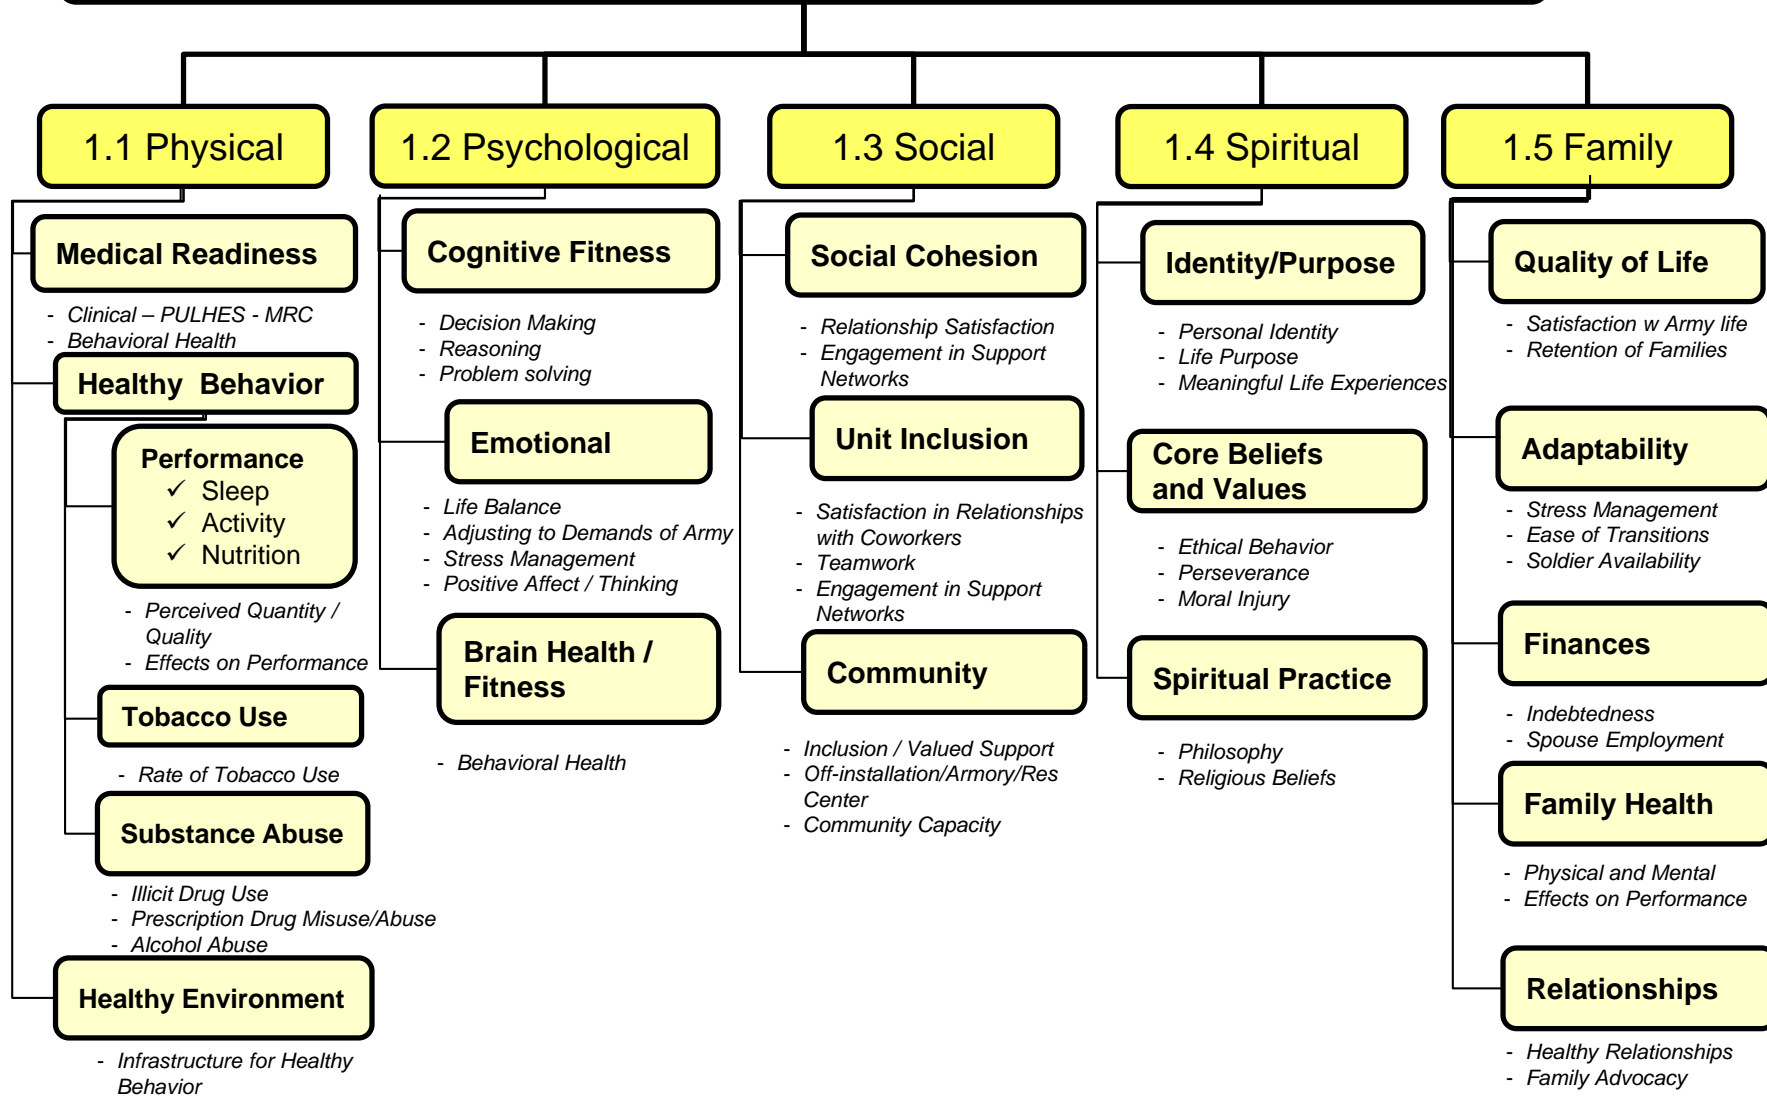 1.1 Physical
Medical Readiness
- Clinical – PULHES - MRC
- Behavioral Health
Healthy Behavior
Performance
✓ Sleep
✓ Activity
✓ Nutrition
- Perceived Quantity /
Quality
- Effects on Performance
Tobacco Use
- Rate of Tobacco Use
Substance Abuse
- Illicit Drug Use
- Prescription Drug Misuse/Abuse
- Alcohol Abuse
Healthy Environment
- Infrastructure for Healthy
Behavior
1.2 Psychological
Cognitive Fitness
- Decision Making
- Reasoning
- Problem solving
Emotional
- Life Balance
- Adjusting to Demands of Army
- Stress Management
- Positive Affect / Thinking
Brain Health /
Fitness
- Behavioral Health
1.3 Social
Social Cohesion
- Relationship Satisfaction
- Engagement in Support
Networks
Unit Inclusion
- Satisfaction in Relationships
with Coworkers
- Teamwork
- Engagement in Support
Networks
Community
- Inclusion / Valued Support
- Off-installation/Armory/Res
Center
- Community Capacity
1.4 Spiritual
Identity/Purpose
- Personal Identity
- Life Purpose
- Meaningful Life Experiences
Core Beliefs
and Values
- Ethical Behavior
- Perseverance
- Moral Injury
Spiritual Practice
- Philosophy
- Religious Beliefs
1.5 Family
Quality of Life
- Satisfaction w Army life
- Retention of Families
Adaptability
- Stress Management
- Ease of Transitions
- Soldier Availability
Finances
- Indebtedness
- Spouse Employment
Family Health
- Physical and Mental
- Effects on Performance
Relationships
- Healthy Relationships
- Family Advocacy